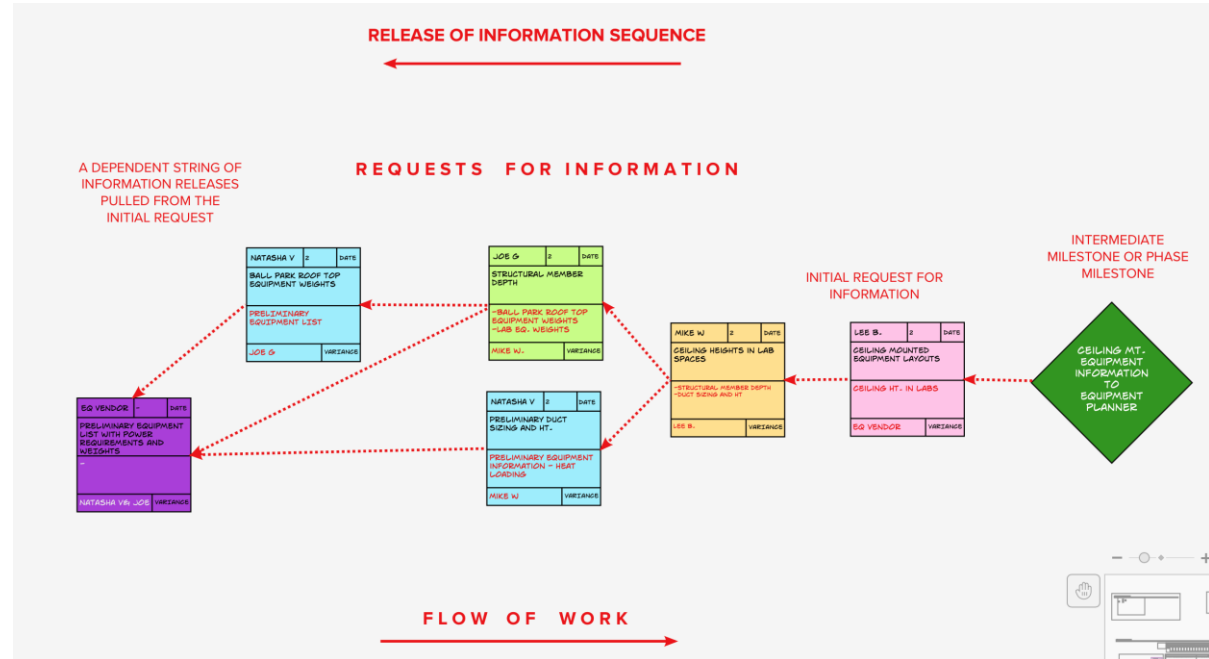 RELEASE OF INFORMATION SEQUENCE
REQUESTS FOR INFORMATION
A DEPENDENT STRING OF
INFORMATION RELEASES
PULLED FROM THE
INITIAL REQUEST
NATASHA V 2 DATE
BALL PARK ROOF TOP
EQUIPMENT WEIGHTS
PRELIMINARY
EQUIPMENT LIST
JOE G VARIANCE
JOE G 2 DATE
STRUCTURAL MEMBER
DEPTH
-BALL PARK ROOF TOP
EQUIPMENT WEIGHTS
-LAB EQ. WEIGHTS
MIKE W. VARIANCE
INTERMEDIATE
MILESTONE OR PHASE
MILESTONE
INITIAL REQUEST FOR
INFORMATION
MIKE W 2 DATE
CEILING HEIGHTS IN LAB
SPACES
-STRUCTURAL MEMBER DEPTH
-DUCT SIZING AND HT
LEE B. VARIANCE
LEE B. 2 DATE
CEILING MOUNTED
EQUIPMENT LAYOUTS
CEILING HT. IN LABS
EQ VENDOR VARIANCE
CEILING MT.
EQUIPMENT
INFORMATION
TO
EQUIPMENT
PLANNER
EQ VENDOR - DATE
PRELIMINARY EQUIPMENT
LIST WITH POWER
REQUIREMENTS AND
WEIGHTS
-
NATASHA V& JOE VARIANCE
NATASHA V 2 DATE
PRELIMINARY DUCT
SIZING AND HT.
PRELIMINARY EQUIPMENT
INFORMATION - HEAT
LOADING
MIKE W VARIANCE
FLOW OF WORK